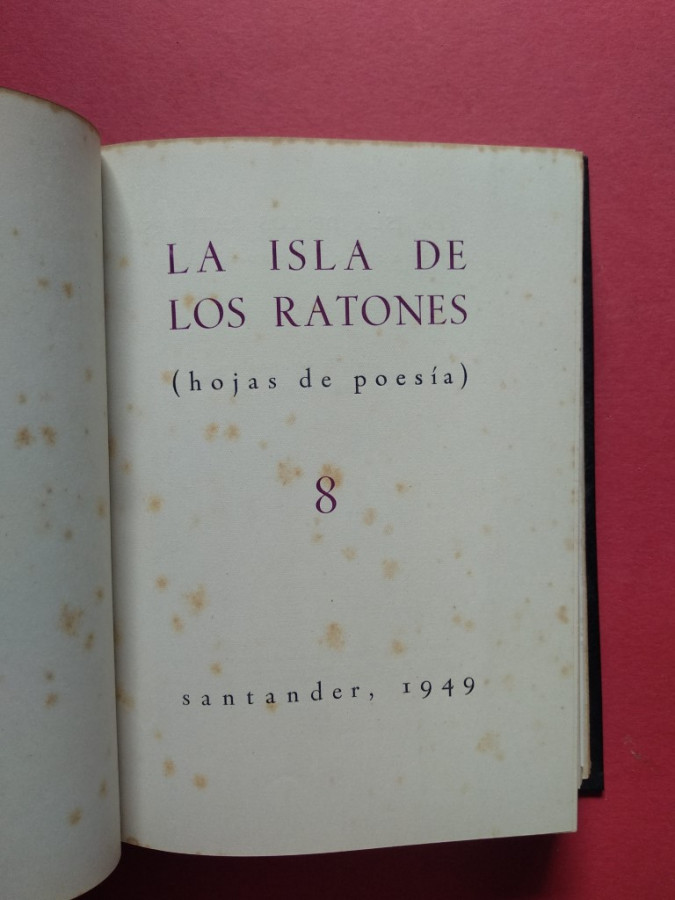 LA ISLA DE
LOS RATONES
(hojas de poesía)
8
santander, 1949